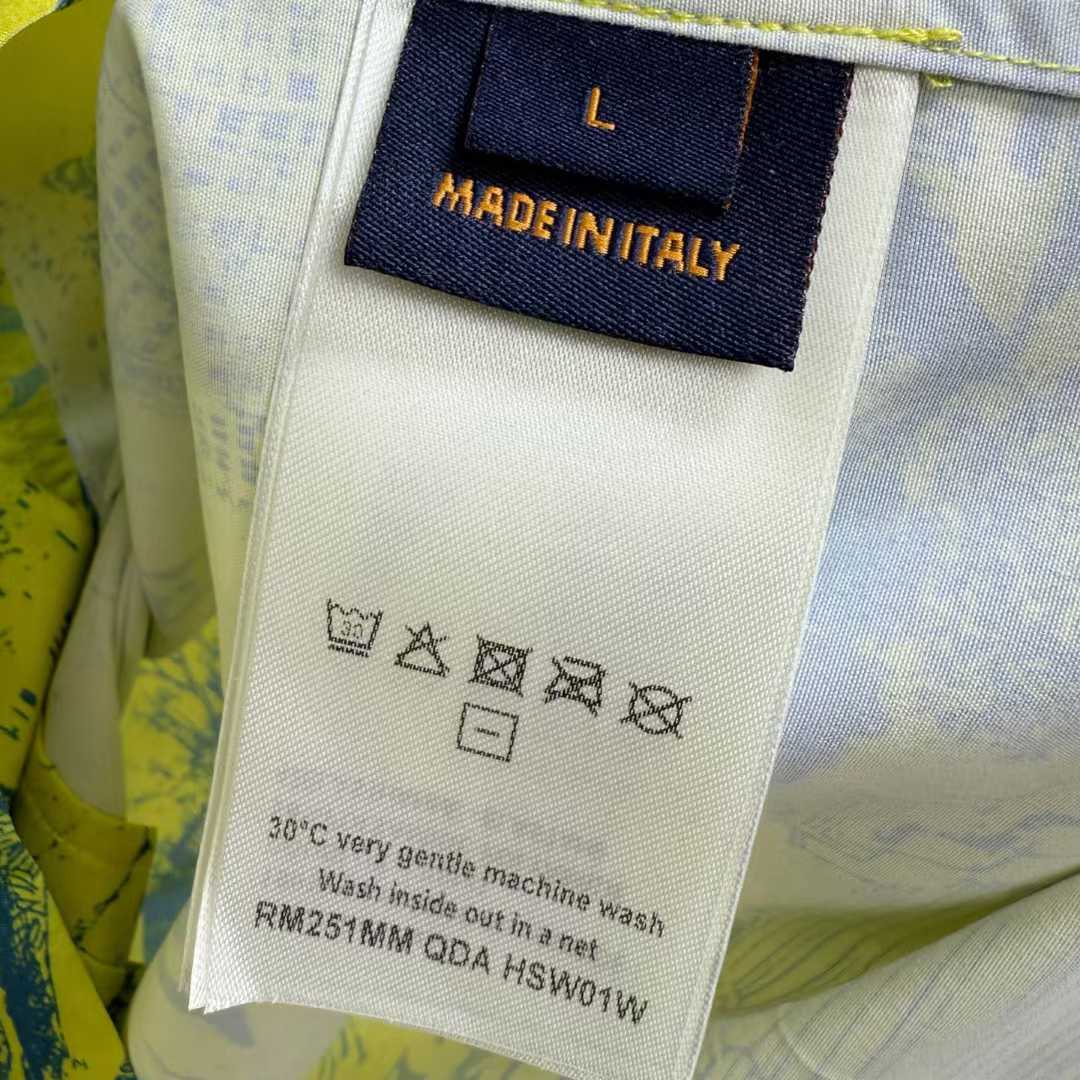 L
MADE IN ITALY
30
30°C very gentle machine wash
Wash inside out in a net
RM251MM QDA HSW01W